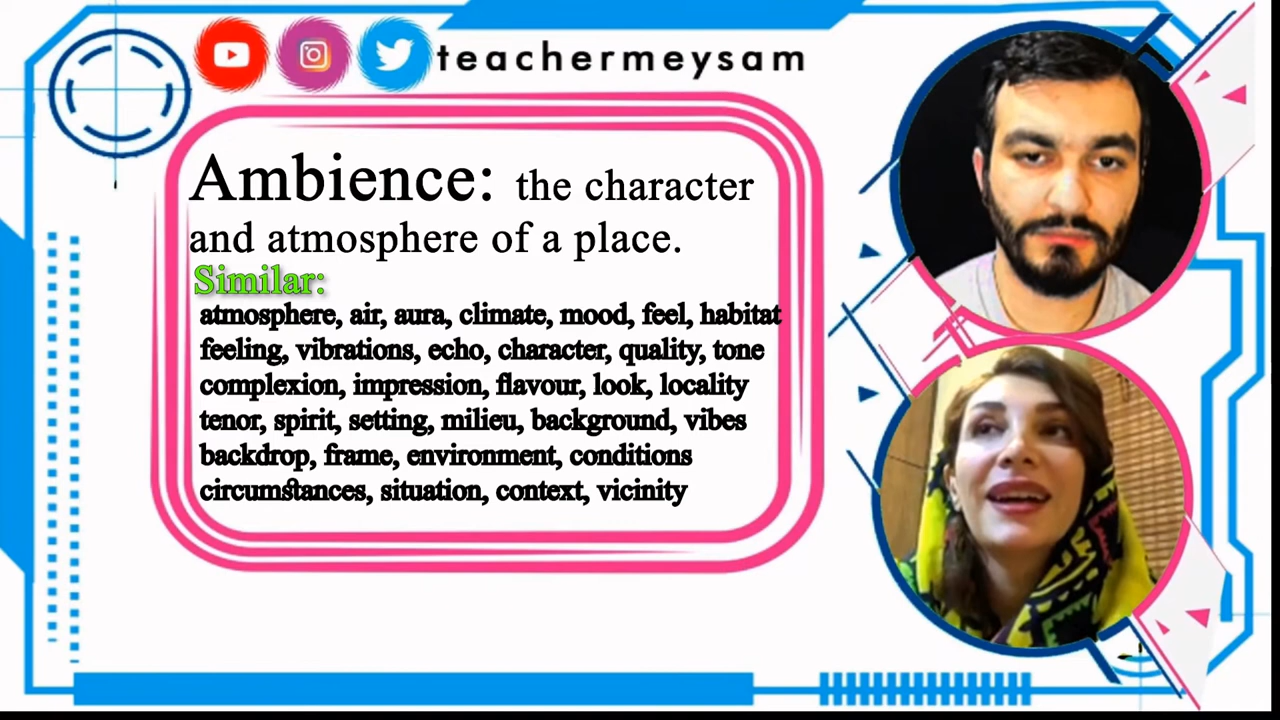 teachermeysam
Ambience: the character
and atmosphere of a place.
Similar:
atmosphere, air, aura, climate, mood, feel, habitat
feeling, vibrations, echo, character, quality, tone
complexion, impression, flavour, look, locality
tenor, spirit, setting, milieu, background, vibes
backdrop, frame, environment, conditions
circumstances, situation, context, vicinity